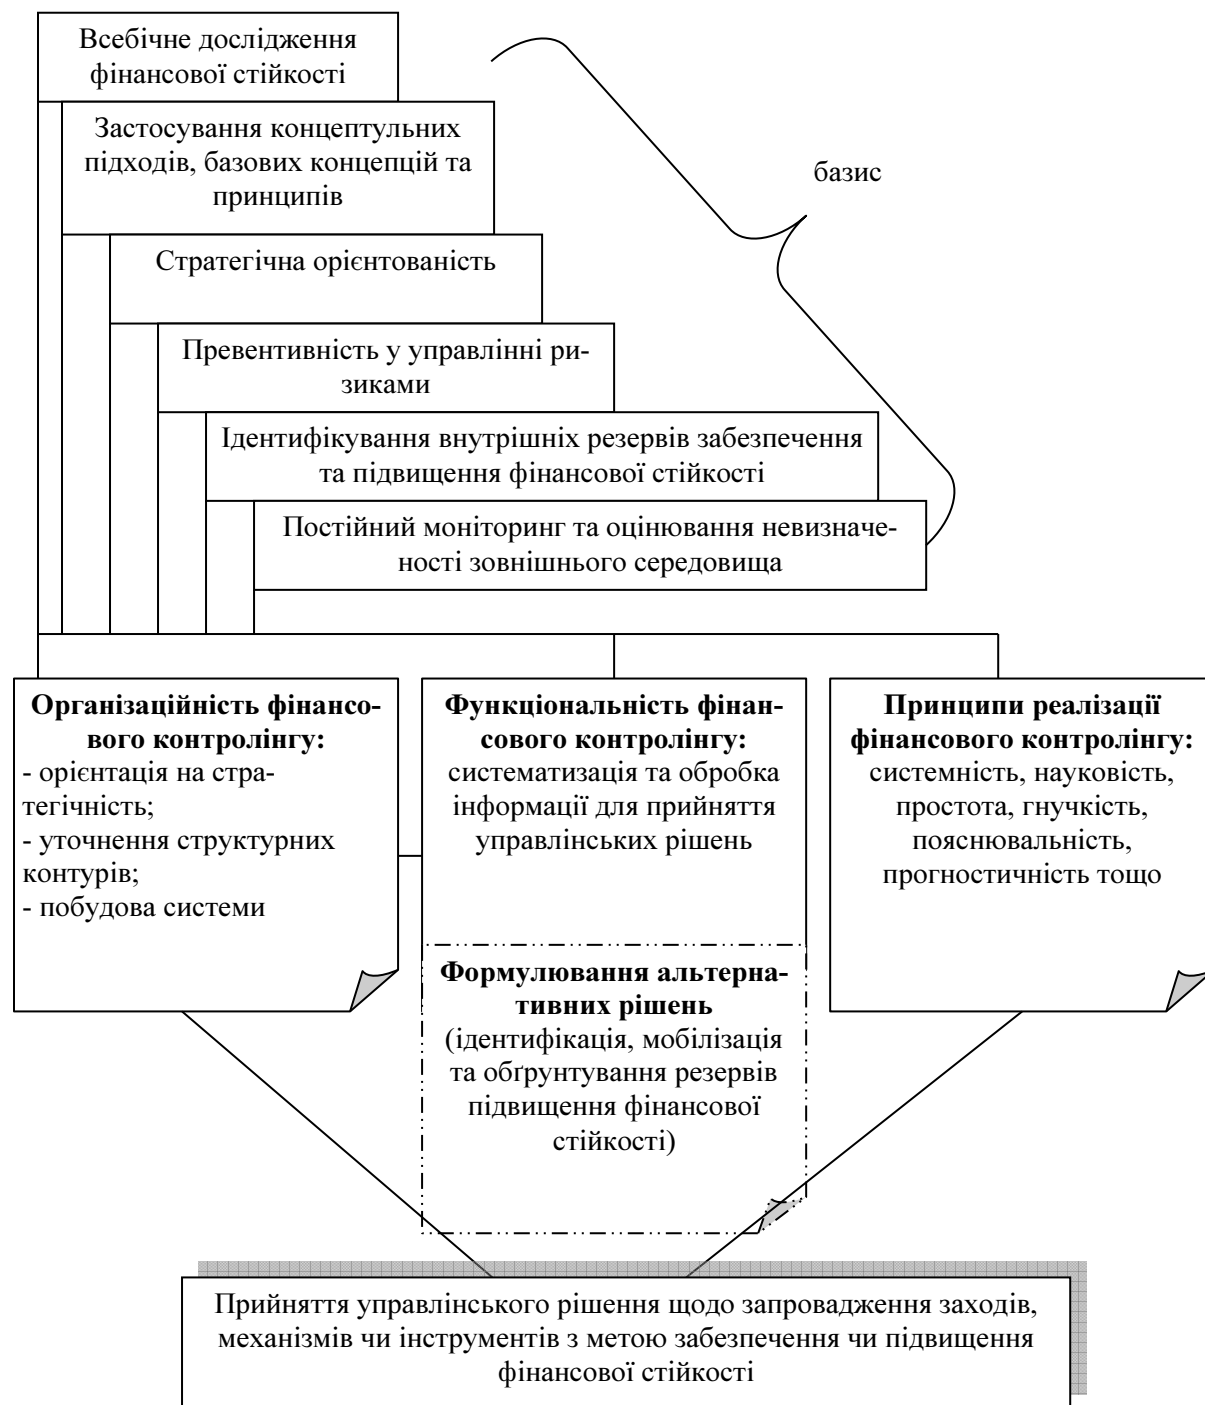 Всебічне дослідження
фінансової стійкості
Застосування концептульних
підходів, базових концепцій та
принципів
базис
Стратегічна орієнтованість
Превентивність у управлінні ри-
зиками
Ідентифікування внутрішніх резервів забезпечення
та підвищення фінансової стійкості
Постійний моніторинг та оцінювання невизначе-
ності зовнішнього середовища
Організаційність фінансо-
вого контролінгу:
- орієнтація на стра-
тегічність;
- уточнення структурних
контурів;
- побудова системи
Функціональність фінан-
сового контролінгу:
систематизація та обробка
інформації для прийняття
управлінських рішень
Формулювання альтерна-
тивних рішень
(ідентифікація, мобілізація
та обґрунтування резервів
підвищення фінансової
стійкості)
Принципи реалізації
фінансового контролінгу:
системність, науковість,
простота, гнучкість,
пояснювальність,
прогностичність тощо
Прийняття управлінського рішення щодо запровадження заходів,
механізмів чи інструментів з метою забезпечення чи підвищення
фінансової стійкості